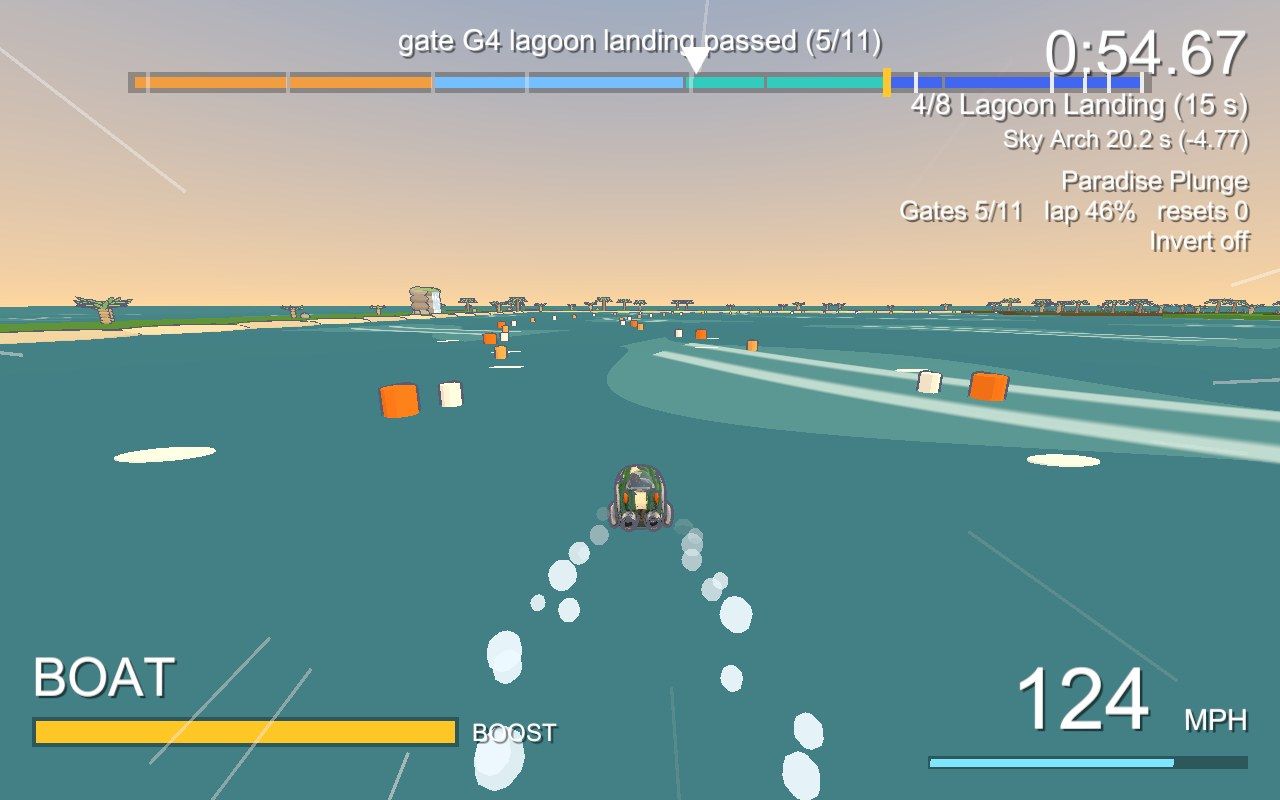 gate G4 lagoon landing passed (5/11)
0:54.67
4/8 Lagoon Landing (15 s)
Sky Arch 20.2 s (-4.77)
Paradise Plunge
Gates 5/11 lap 46% resets 0
Invert off
BOAT
BOOST
124 MPH